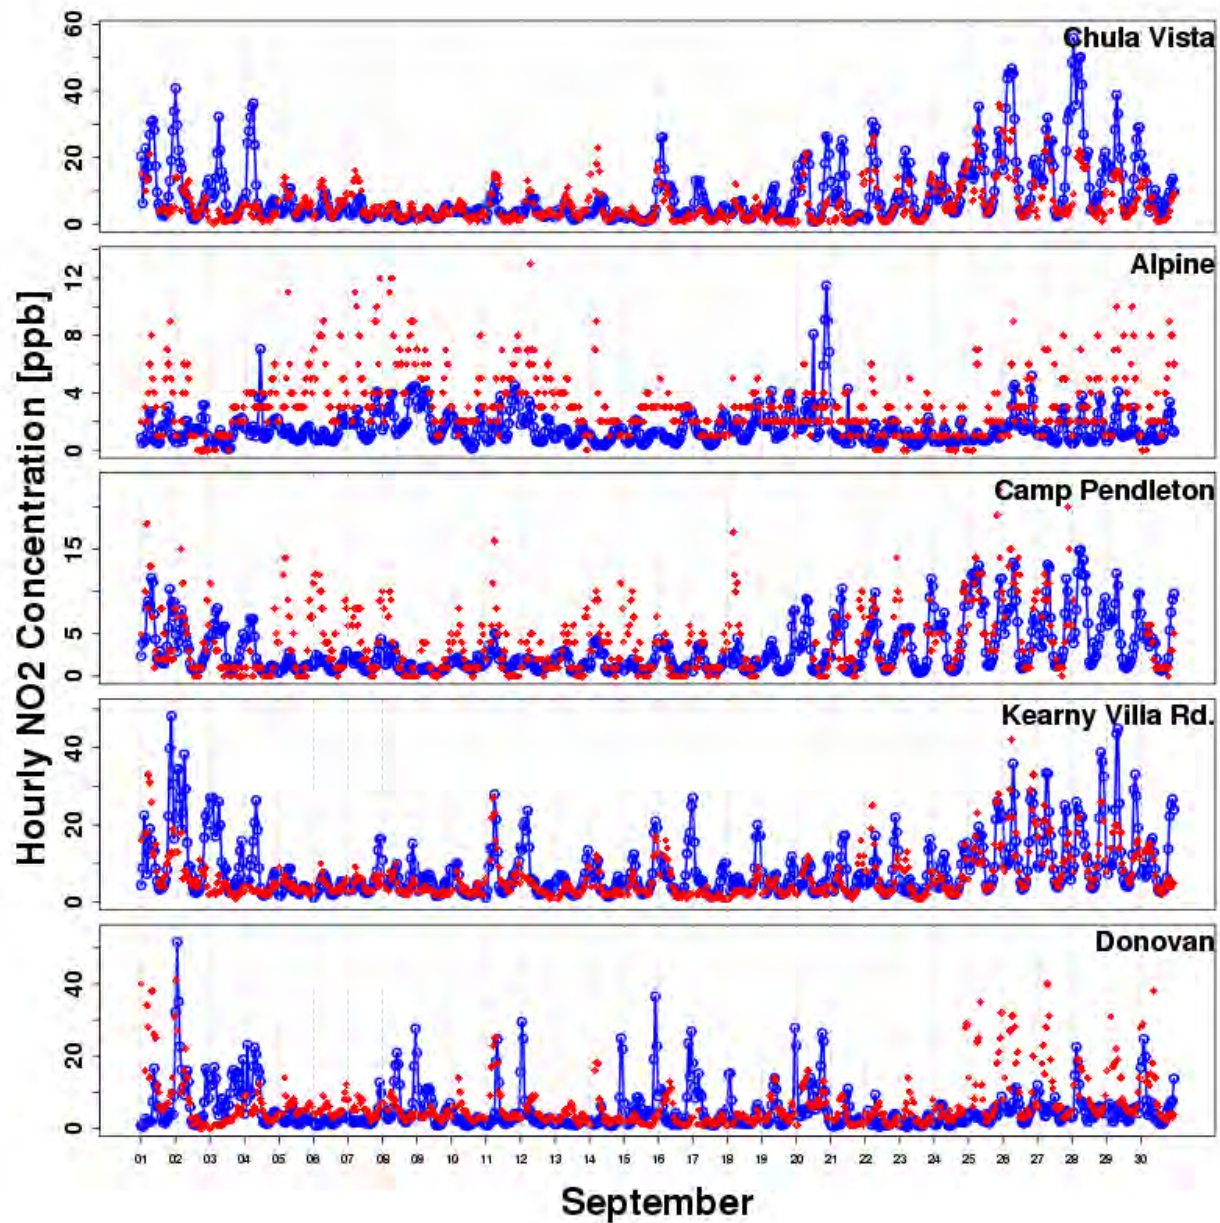 Chula Vista
60
40
20
0
Alpine
12
8
4
0
Camp Pendleton
15
5
0
Kearny Villa Rd.
40
20
0
Donovan
40
20
0
Hourly NO2 Concentration [ppb]
01 02 03 04 05 06 07 08 09 10 11 12 13 14 15 16 17 18 19 20 21 22 23 24 25 26 27 28 29 30
September